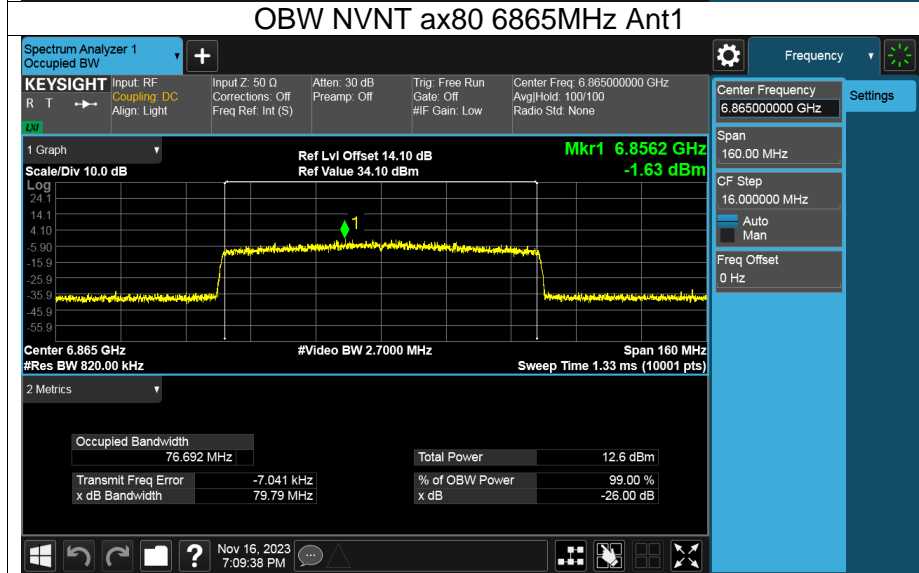 OBW NVNT ax80 6865MHz Ant1
Spectrum Analyzer 1
Occupied BW
+
Frequency
KEYSIGHT
R T
LXI
Input: RF
Coupling: DC
Align: Light
Input Z: 50 Ω
Corrections: Off
Freq Ref: Int (S)
Atten: 30 dB
Preamp: Off
Trig: Free Run
Gate: Off
#IF Gain: Low
Center Freq: 6.865000000 GHz
Avg|Hold: 100/100
Radio Std: None
Center Frequency
6.865000000 GHz
Settings
Span
160.00 MHz
CF Step
16.000000 MHz
Auto
Man
Freq Offset
0 Hz
1 Graph
Ref Lvl Offset 14.10 dB
Mkr1 6.8562 GHz
Scale/Div 10.0 dB
Ref Value 34.10 dBm
-1.63 dBm
Log
24.1
14.1
4.10
-5.90
-15.9
-25.9
-35.9
-45.9
-55.9
1
Center 6.865 GHz
#Video BW 2.7000 MHz
Span 160 MHz
#Res BW 820.00 kHz
Sweep Time 1.33 ms (10001 pts)
2 Metrics
Occupied Bandwidth
76.692 MHz
Total Power 12.6 dBm
Transmit Freq Error -7.041 kHz
% of OBW Power 99.00 %
x dB Bandwidth 79.79 MHz
x dB -26.00 dB
?
Nov 16, 2023
7:09:38 PM